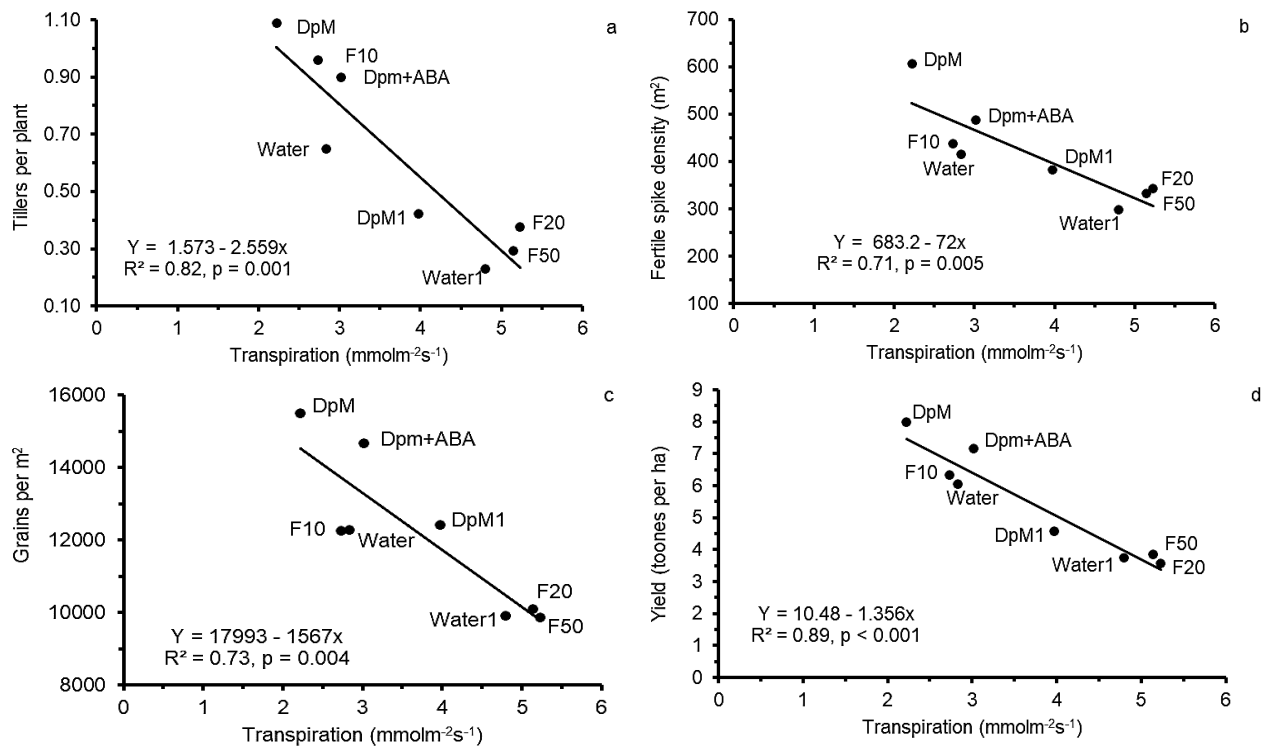 a
1.10
0.90
0.70
0.50
0.30
0.10
Tillers per plant
DpM
F10
Dpm+ABA
Water
DpM1
F20
F50
Water1
Y = 1.573 - 2.559x
R² = 0.82, p = 0.001
0 1 2 3 4 5 6
Transpiration (mmolm⁻²s⁻¹)
b
700
600
500
400
300
200
100
Fertile spike density (m²)
DpM
Dpm+ABA
F10
Water
DpM1
F20
F50
Water1
Y = 683.2 - 72x
R² = 0.71, p = 0.005
0 1 2 3 4 5 6
Transpiration (mmolm⁻²s⁻¹)
c
16000
14000
12000
10000
8000
Grains per m²
DpM
Dpm+ABA
F10
Water
DpM1
F20
Water1
F50
Y = 17993 - 1567x
R² = 0.73, p = 0.004
0 1 2 3 4 5 6
Transpiration (mmolm⁻²s⁻¹)
d
9
8
7
6
5
4
3
2
1
0
Yield (toones per ha)
DpM
Dpm+ABA
F10
Water
DpM1
F50
Water1
F20
Y = 10.48 - 1.356x
R² = 0.89, p < 0.001
0 1 2 3 4 5 6
Transpiration (mmolm⁻²s⁻¹)